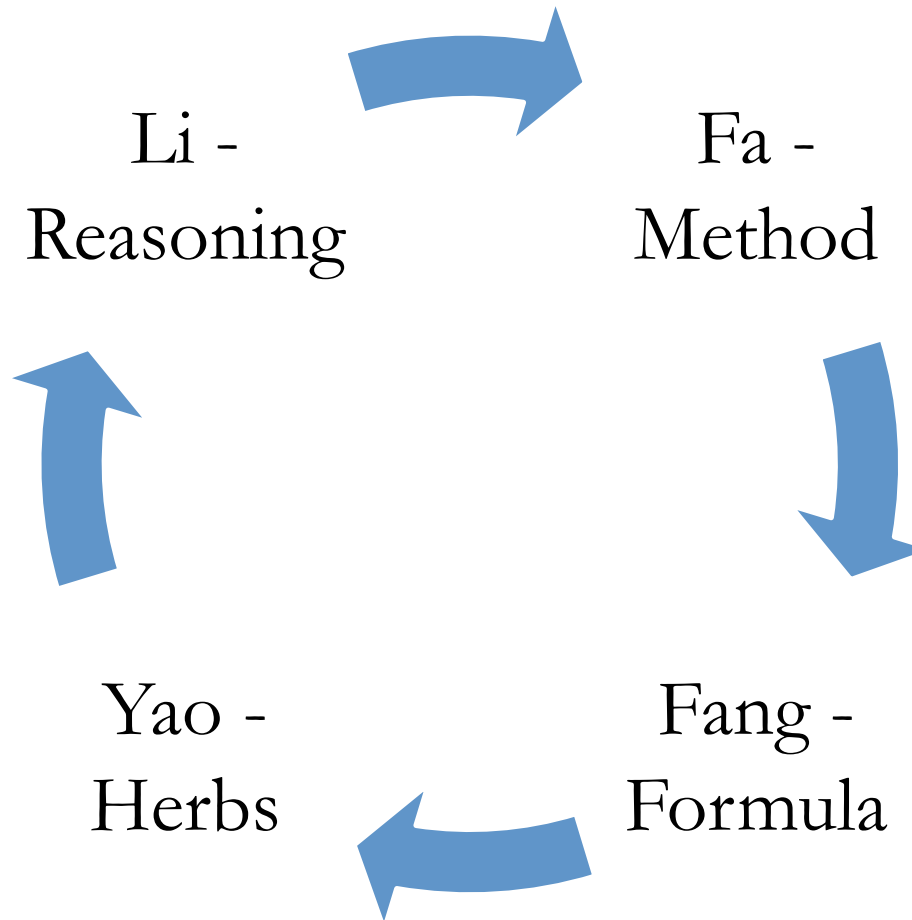 Li -
Reasoning
Fa -
Method
Fang -
Formula
Yao -
Herbs